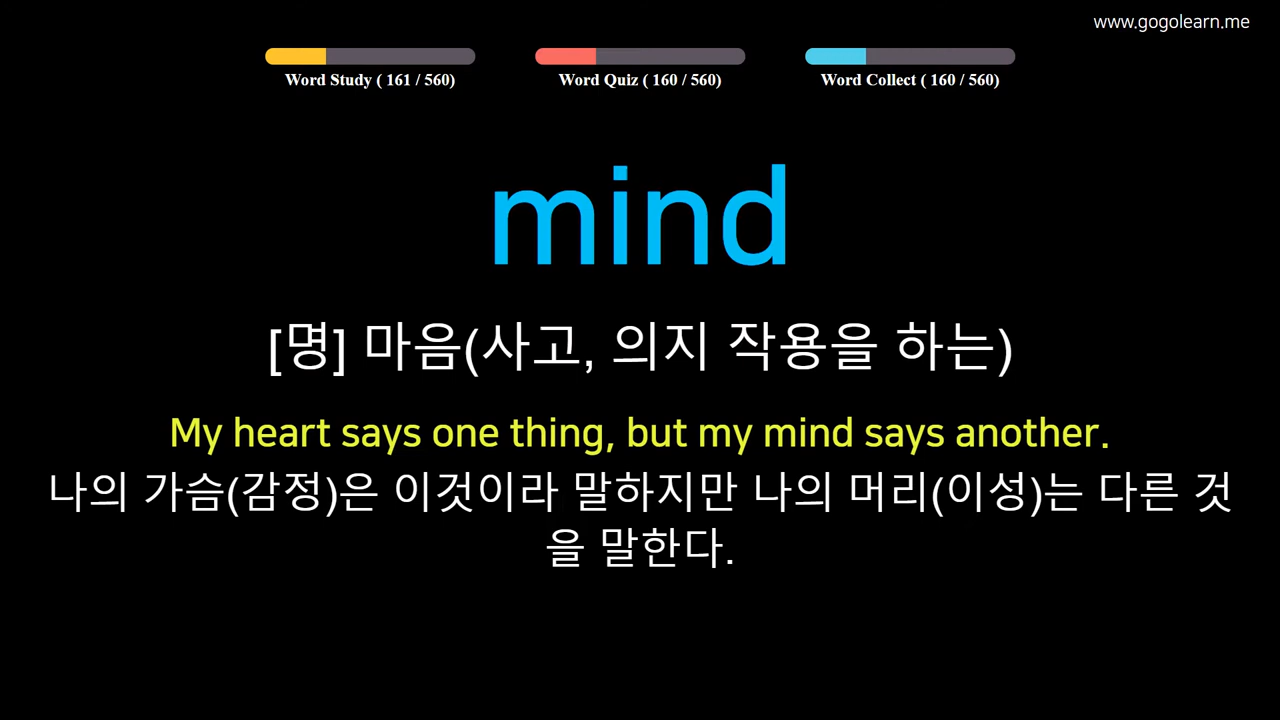 www.gogolearn.me
Word Study ( 161 / 560)
Word Quiz ( 160 / 560)
Word Collect ( 160 / 560)
mind
[명] 마음(사고, 의지 작용을 하는)
My heart says one thing, but my mind says another.
나의 가슴(감정)은 이것이라 말하지만 나의 머리(이성)는 다른 것
을 말한다.